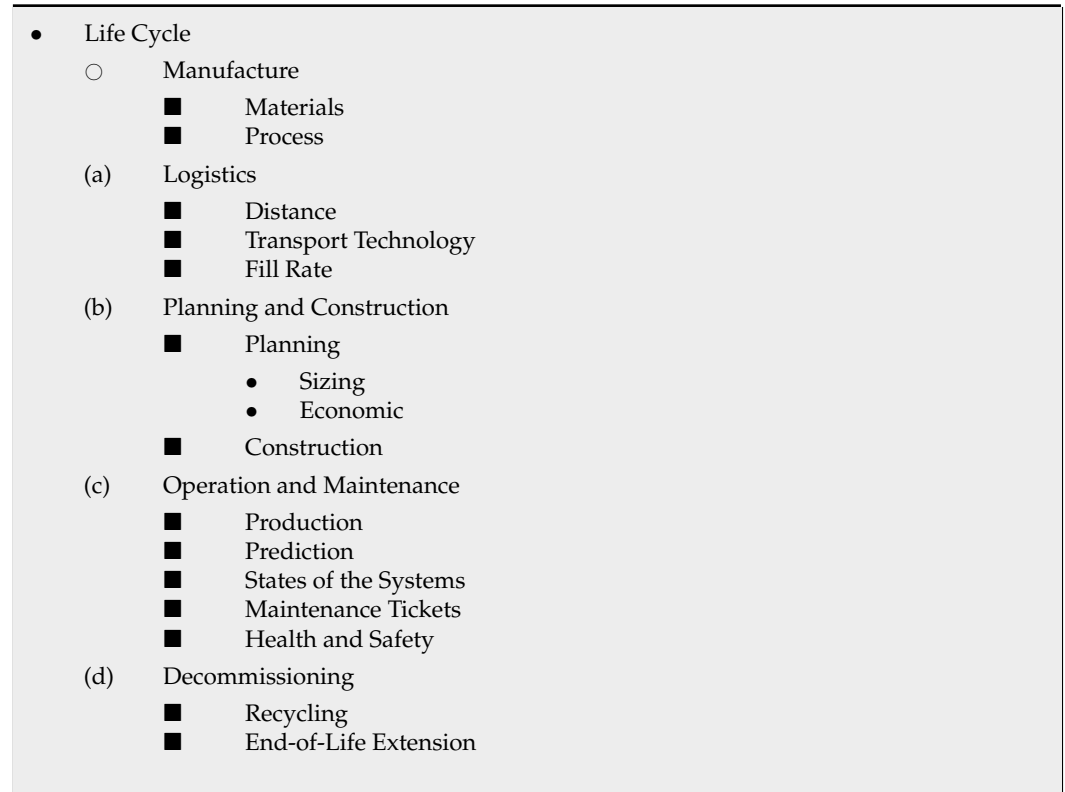 ● Life Cycle
○ Manufacture
■ Materials
■ Process
(a) Logistics
■ Distance
■ Transport Technology
■ Fill Rate
(b) Planning and Construction
■ Planning
● Sizing
● Economic
■ Construction
(c) Operation and Maintenance
■ Production
■ Prediction
■ States of the Systems
■ Maintenance Tickets
■ Health and Safety
(d) Decommissioning
■ Recycling
■ End-of-Life Extension